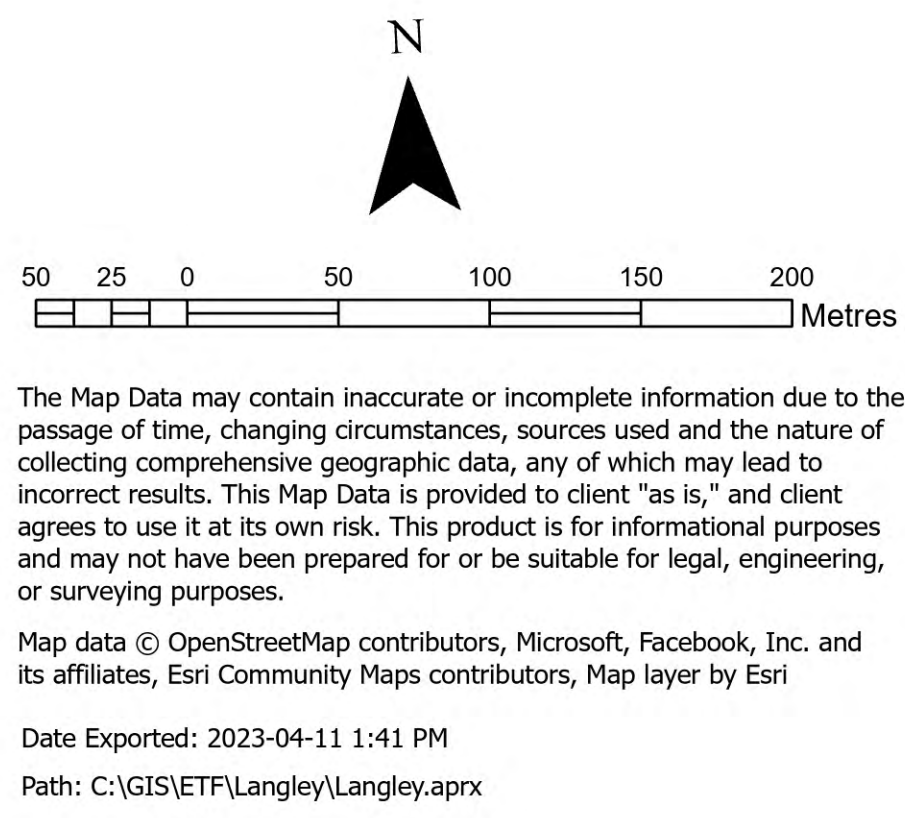 N
50 25 0 50 100 150 200
Metres
The Map Data may contain inaccurate or incomplete information due to the
passage of time, changing circumstances, sources used and the nature of
collecting comprehensive geographic data, any of which may lead to
incorrect results. This Map Data is provided to client "as is," and client
agrees to use it at its own risk. This product is for informational purposes
and may not have been prepared for or be suitable for legal, engineering,
or surveying purposes.
Map data © OpenStreetMap contributors, Microsoft, Facebook, Inc. and
its affiliates, Esri Community Maps contributors, Map layer by Esri
Date Exported: 2023-04-11 1:41 PM
Path: C:\GIS\ETF\Langley\Langley.aprx